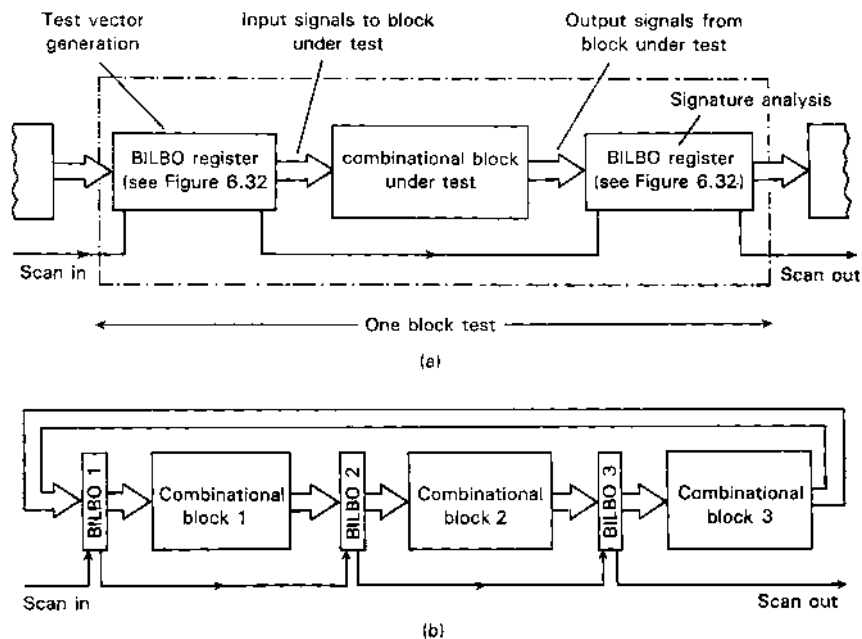 Test vector
generation
Input signals to block
under test
Output signals from
block under test
Signature analysis
BILBO register
(see Figure 6.32
combinational block
under test
BILBO register
(see Figure 6.32)
Scan in
Scan out
One block test
(a)
BILBO 1
Combinational
block 1
BILBO 2
Combinational
block 2
BILBO 3
Combinational
block 3
Scan in
Scan out
(b)